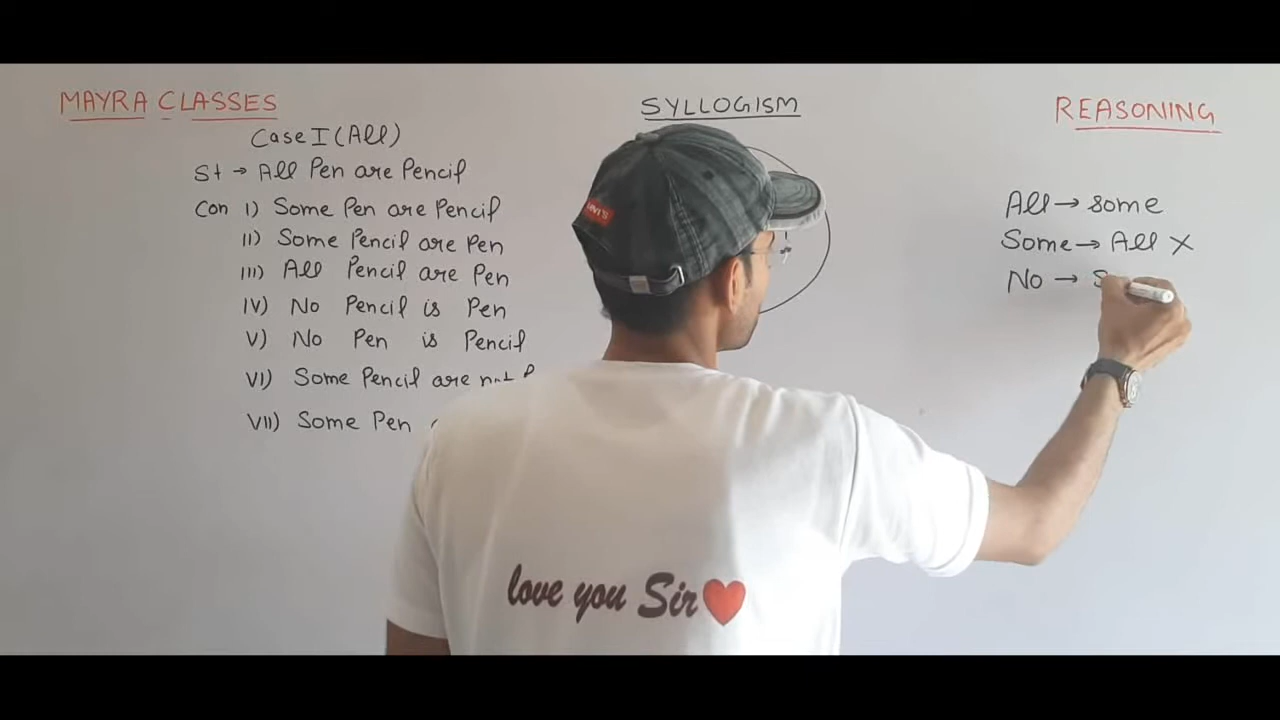 MAYRA CLASSES
SYLLOGISM
REASONING
Case I (All)
St → All Pen are Pencil
Con I) Some Pen are Pencil
II) Some Pencil are Pen
III) All Pencil are Pen
IV) No Pencil is Pen
V) No Pen is Pencil
VI) Some Pencil are not
VII) Some Pen
All → Some
Some → All X
No → S
Levi's
love you Sir❤